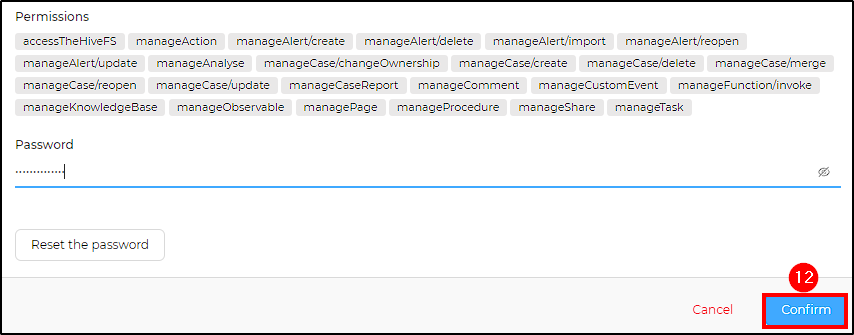 Permissions
accessTheHiveFS manageAction manageAlert/create manageAlert/delete manageAlert/import manageAlert/reopen
manageAlert/update manageAnalyse manageCase/changeOwnership manageCase/create manageCase/delete manageCase/merge
manageCase/reopen manageCase/update manageCaseReport manageComment manageCustomEvent manageFunction/invoke
manageKnowledgeBase manageObservable managePage manageProcedure manageShare manageTask
Password
·············
Reset the password
12
Cancel Confirm